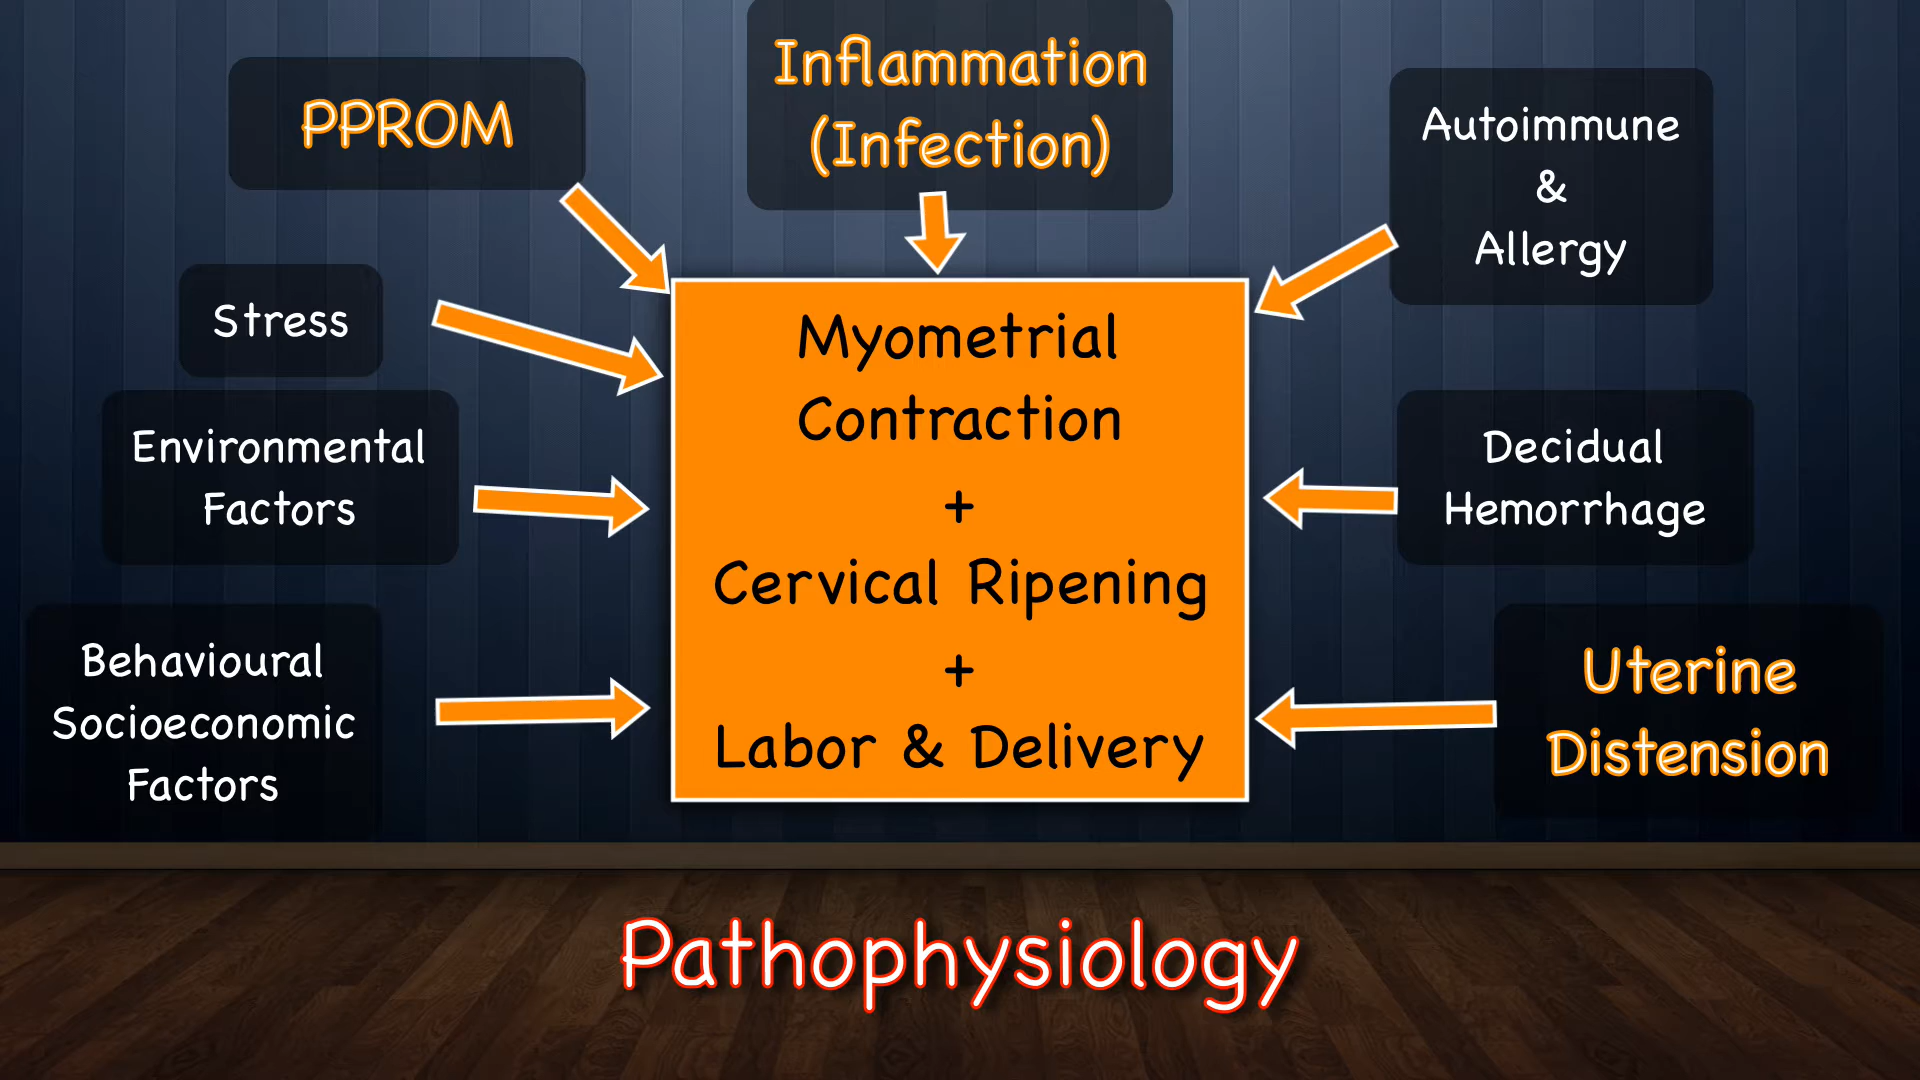 Inflammation
(Infection)
PPROM
Autoimmune
&
Allergy
Stress
Environmental
Factors
Behavioural
Socioeconomic
Factors
Myometrial
Contraction
+
Cervical Ripening
+
Labor & Delivery
Decidual
Hemorrhage
Uterine
Distension
Pathophysiology